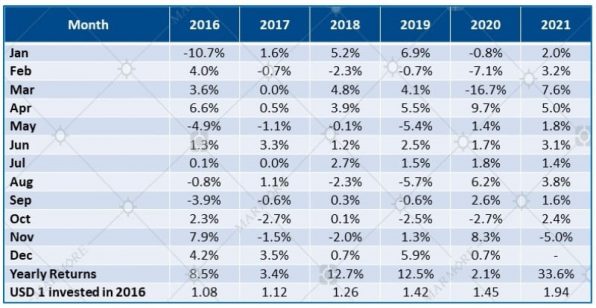 Month 2016 2017 2018 2019 2020 2021
Jan -10.7% 1.6% 5.2% 6.9% -0.8% 2.0%
Feb 4.0% -0.7% -2.3% -0.7% -7.1% 3.2%
Mar 3.6% 0.0% 4.8% 4.1% -16.7% 7.6%
Apr 6.6% 0.5% 3.9% 5.5% 9.7% 5.0%
May -4.9% -1.1% -0.1% -5.4% 1.4% 1.8%
Jun 1.3% 3.3% 1.2% 2.5% 1.7% 3.1%
Jul 0.1% 0.0% 2.7% 1.5% 1.8% 1.4%
Aug -0.8% 1.1% -2.3% -5.7% 6.2% 3.8%
Sep -3.9% -0.6% 0.3% -0.6% 2.6% 1.6%
Oct 2.3% -2.7% 0.1% -2.5% -2.7% 2.4%
Nov 7.9% -1.5% -2.0% 1.3% 8.3% -5.0%
Dec 4.2% 3.5% 0.7% 5.9% 0.7% -
Yearly Returns 8.5% 3.4% 12.7% 12.5% 2.1% 33.6%
USD 1 invested in 2016 1.08 1.12 1.26 1.42 1.45 1.94
MARMORE